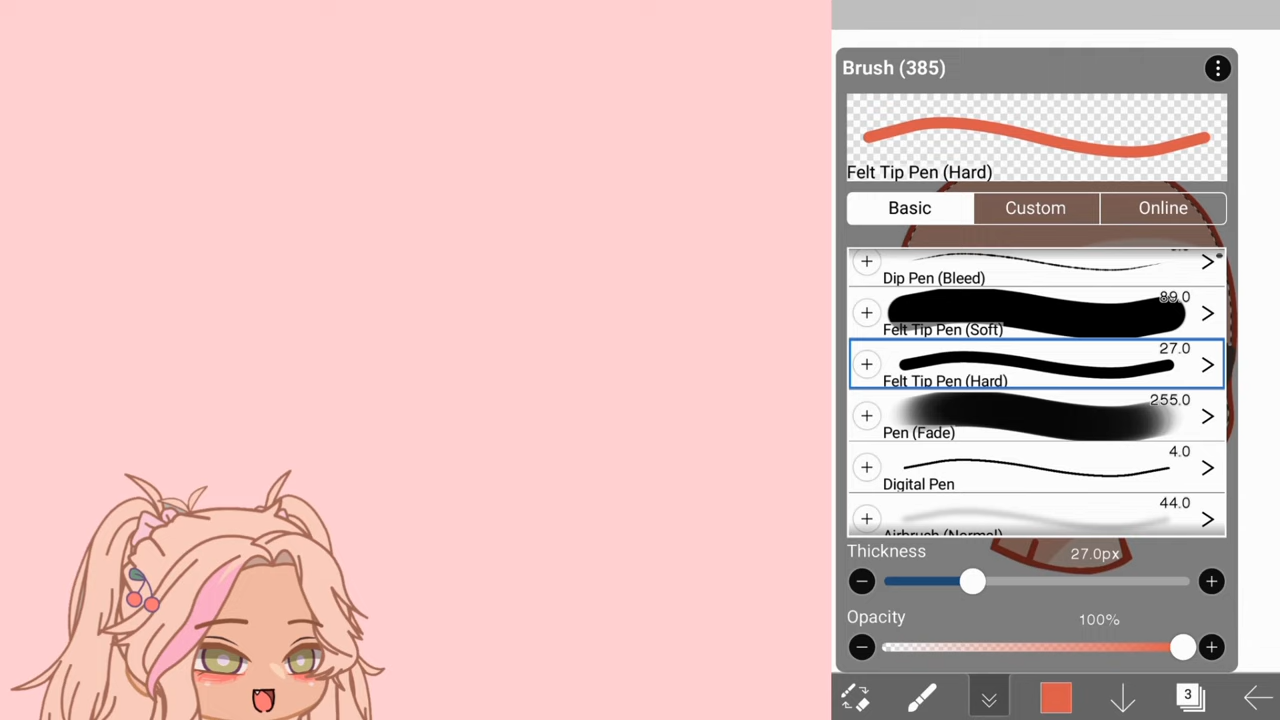 Brush (385)
Felt Tip Pen (Hard)
Basic
Custom
Online
Dip Pen (Bleed)
89.0
Felt Tip Pen (Soft)
27.0
Felt Tip Pen (Hard)
255.0
Pen (Fade)
4.0
Digital Pen
44.0
Airbrush (Normal)
Thickness
27.0px
Opacity
100%
3